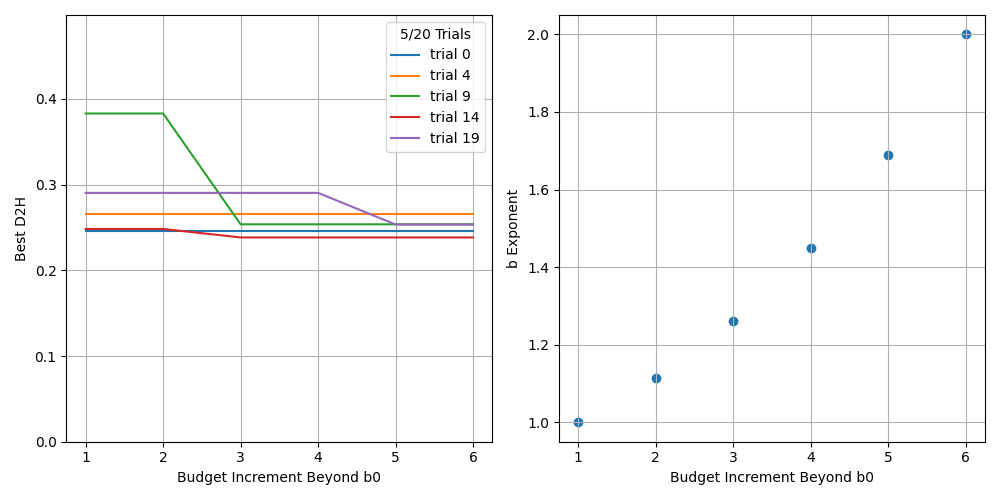 5/20 Trials
trial 0
trial 4
trial 9
trial 14
trial 19
Best D2H
0.4
0.3
0.2
0.1
0.0
1 2 3 4 5 6
Budget Increment Beyond b0
b Exponent
2.0
1.8
1.6
1.4
1.2
1.0
1 2 3 4 5 6
Budget Increment Beyond b0